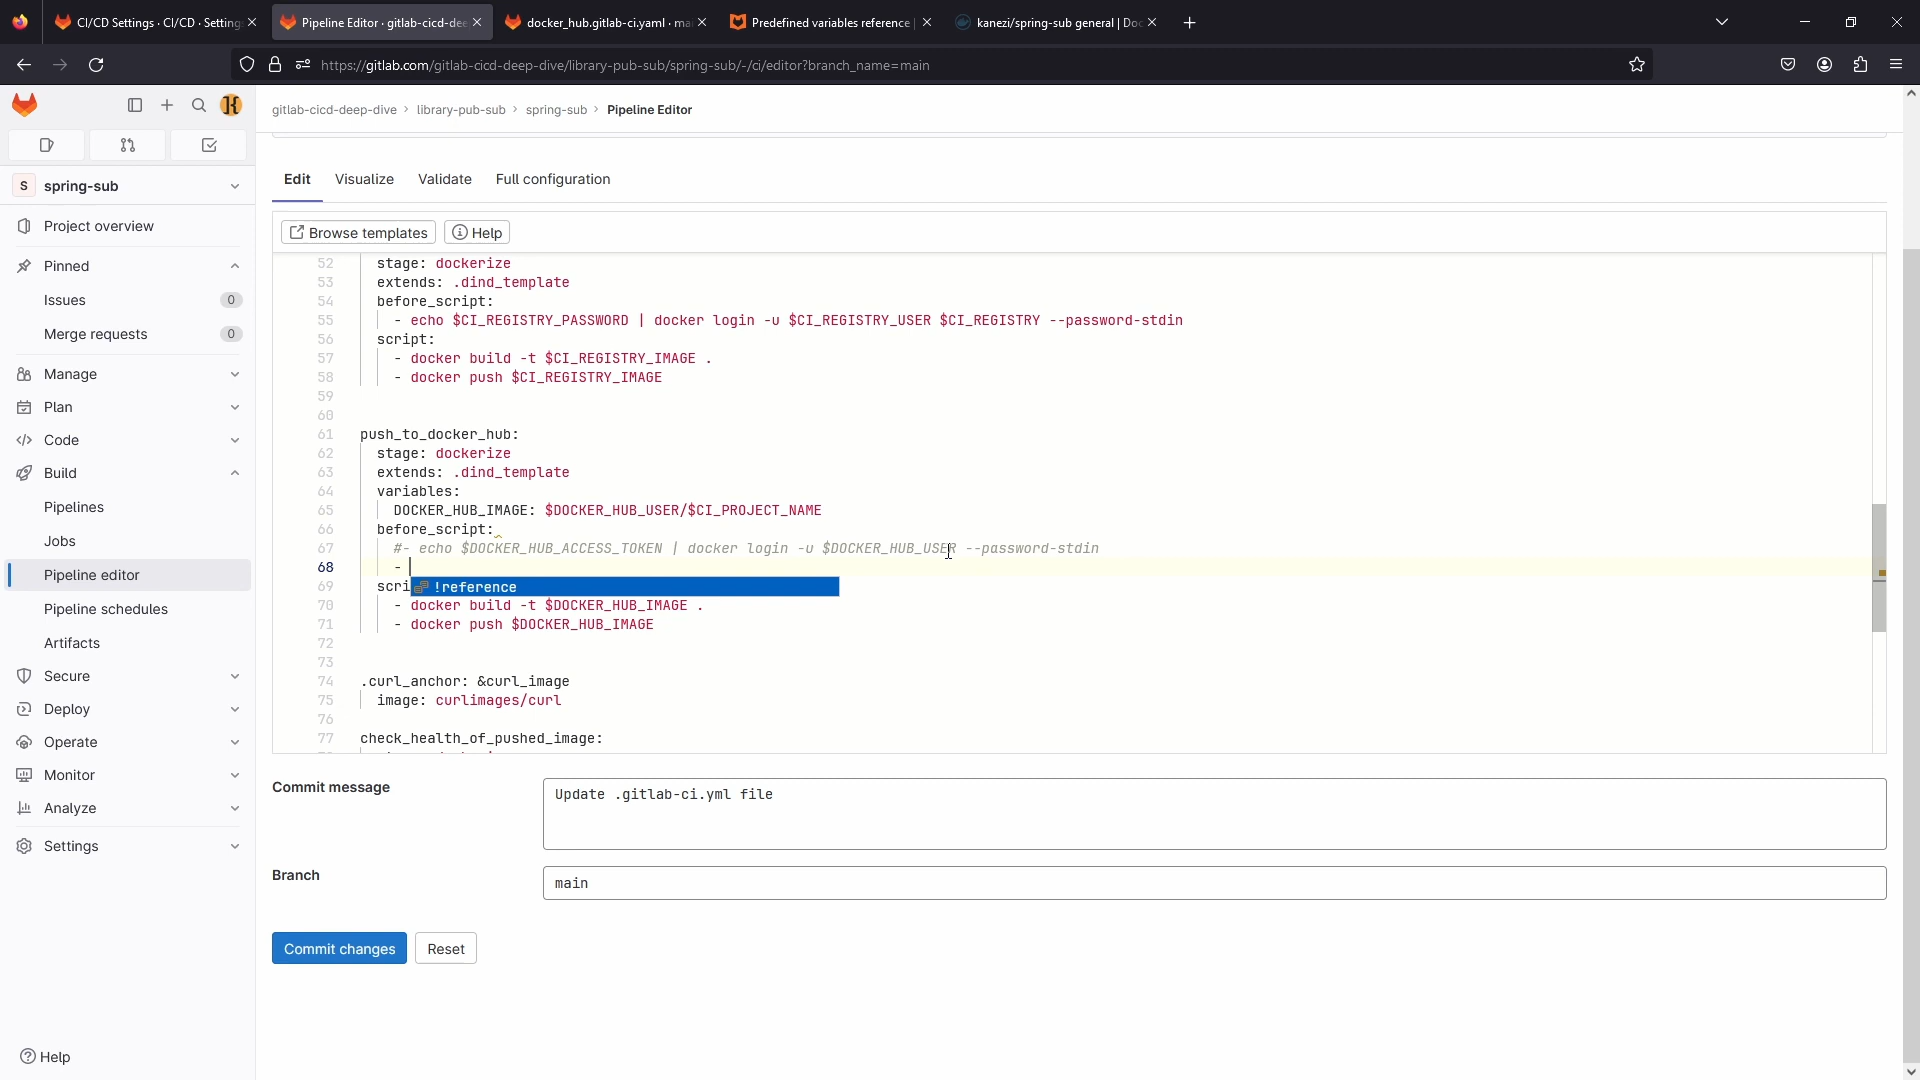 CI/CD Settings · CI/CD · Setting
Pipeline Editor · gitlab-cicd-dee
docker_hub.gitlab-ci.yaml · mai
Predefined variables reference
kanezi/spring-sub general | Doc
https://gitlab.com/gitlab-cicd-deep-dive/library-pub-sub/spring-sub/-/ci/editor?branch_name=main
gitlab-cicd-deep-dive › library-pub-sub › spring-sub › Pipeline Editor
S spring-sub
Project overview
Pinned
Issues 0
Merge requests 0
Manage
Plan
Code
Build
Pipelines
Jobs
Pipeline editor
Pipeline schedules
Artifacts
Secure
Deploy
Operate
Monitor
Analyze
Settings
Help
Edit Visualize Validate Full configuration
Browse templates Help
52 stage: dockerize
53 extends: .dind_template
54 before_script:
55 - echo $CI_REGISTRY_PASSWORD | docker login -u $CI_REGISTRY_USER $CI_REGISTRY --password-stdin
56 script:
57 - docker build -t $CI_REGISTRY_IMAGE .
58 - docker push $CI_REGISTRY_IMAGE
59
60
61 push_to_docker_hub:
62 stage: dockerize
63 extends: .dind_template
64 variables:
65 DOCKER_HUB_IMAGE: $DOCKER_HUB_USER/$CI_PROJECT_NAME
66 before_script:
67 #- echo $DOCKER_HUB_ACCESS_TOKEN | docker login -u $DOCKER_HUB_USER --password-stdin
68 -
69 scri !reference
70 - docker build -t $DOCKER_HUB_IMAGE .
71 - docker push $DOCKER_HUB_IMAGE
72
73
74 .curl_anchor: &curl_image
75 image: curlimages/curl
76
77 check_health_of_pushed_image:
Commit message
Update .gitlab-ci.yml file
Branch
main
Commit changes Reset